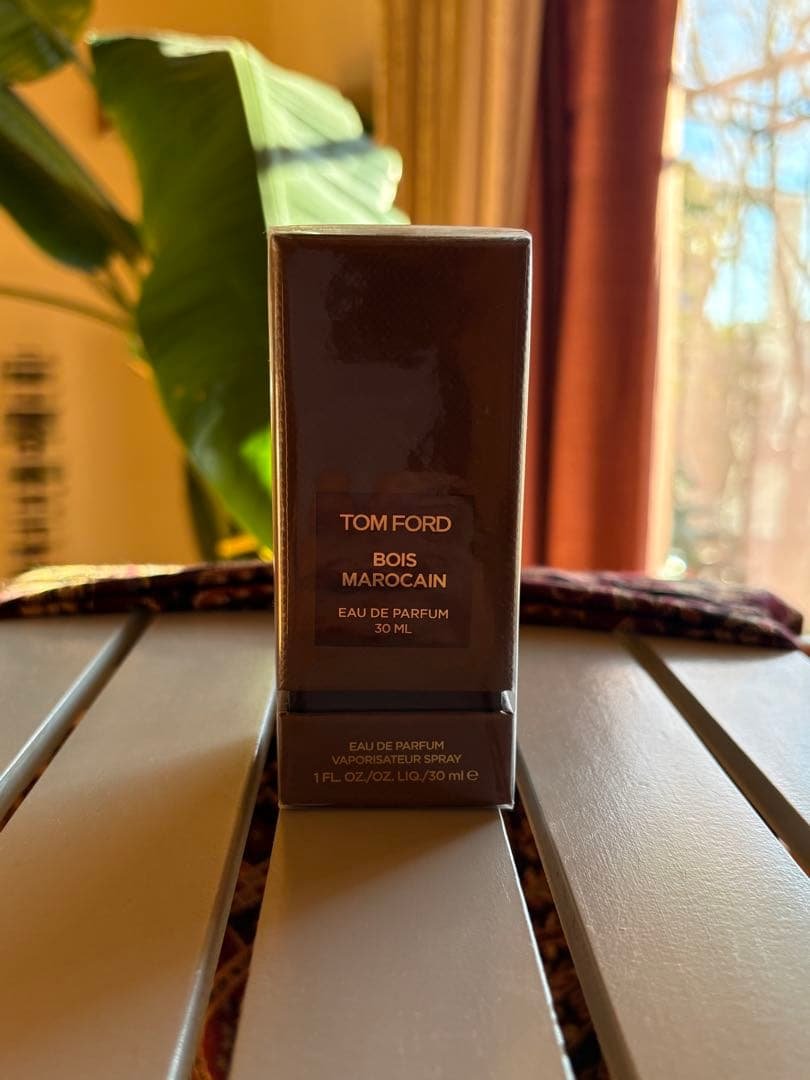 TOM FORD
BOIS
MAROCAIN
EAU DE PARFUM
30 ML
EAU DE PARFUM
VAPORISATEUR SPRAY
1 FL. OZ./OZ. LIQ./30 ml ℮